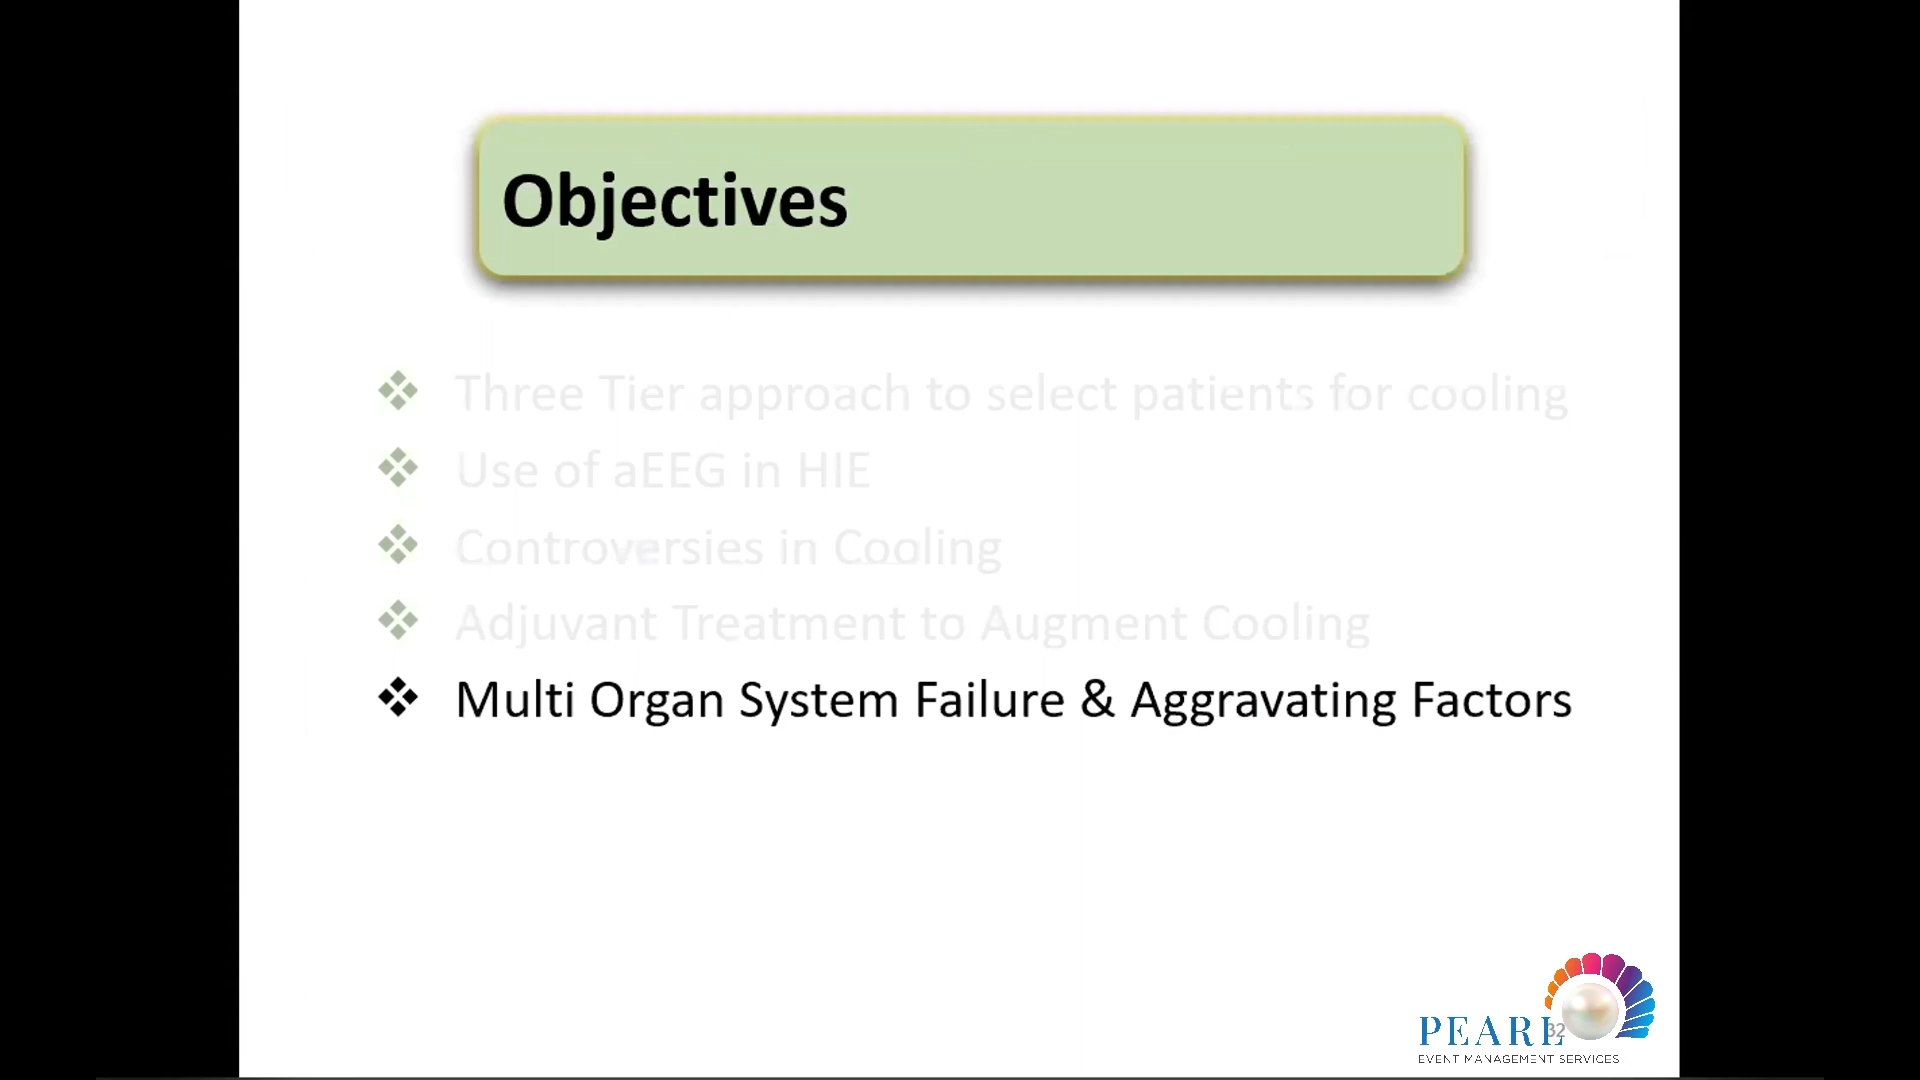 Objectives
Three Tier approach to select patients for cooling
Use of aEEG in HIE
Controversies in Cooling
Adjuvant Treatment to Augment Cooling
Multi Organ System Failure & Aggravating Factors
PEARL
32
EVENT MANAGEMENT SERVICES